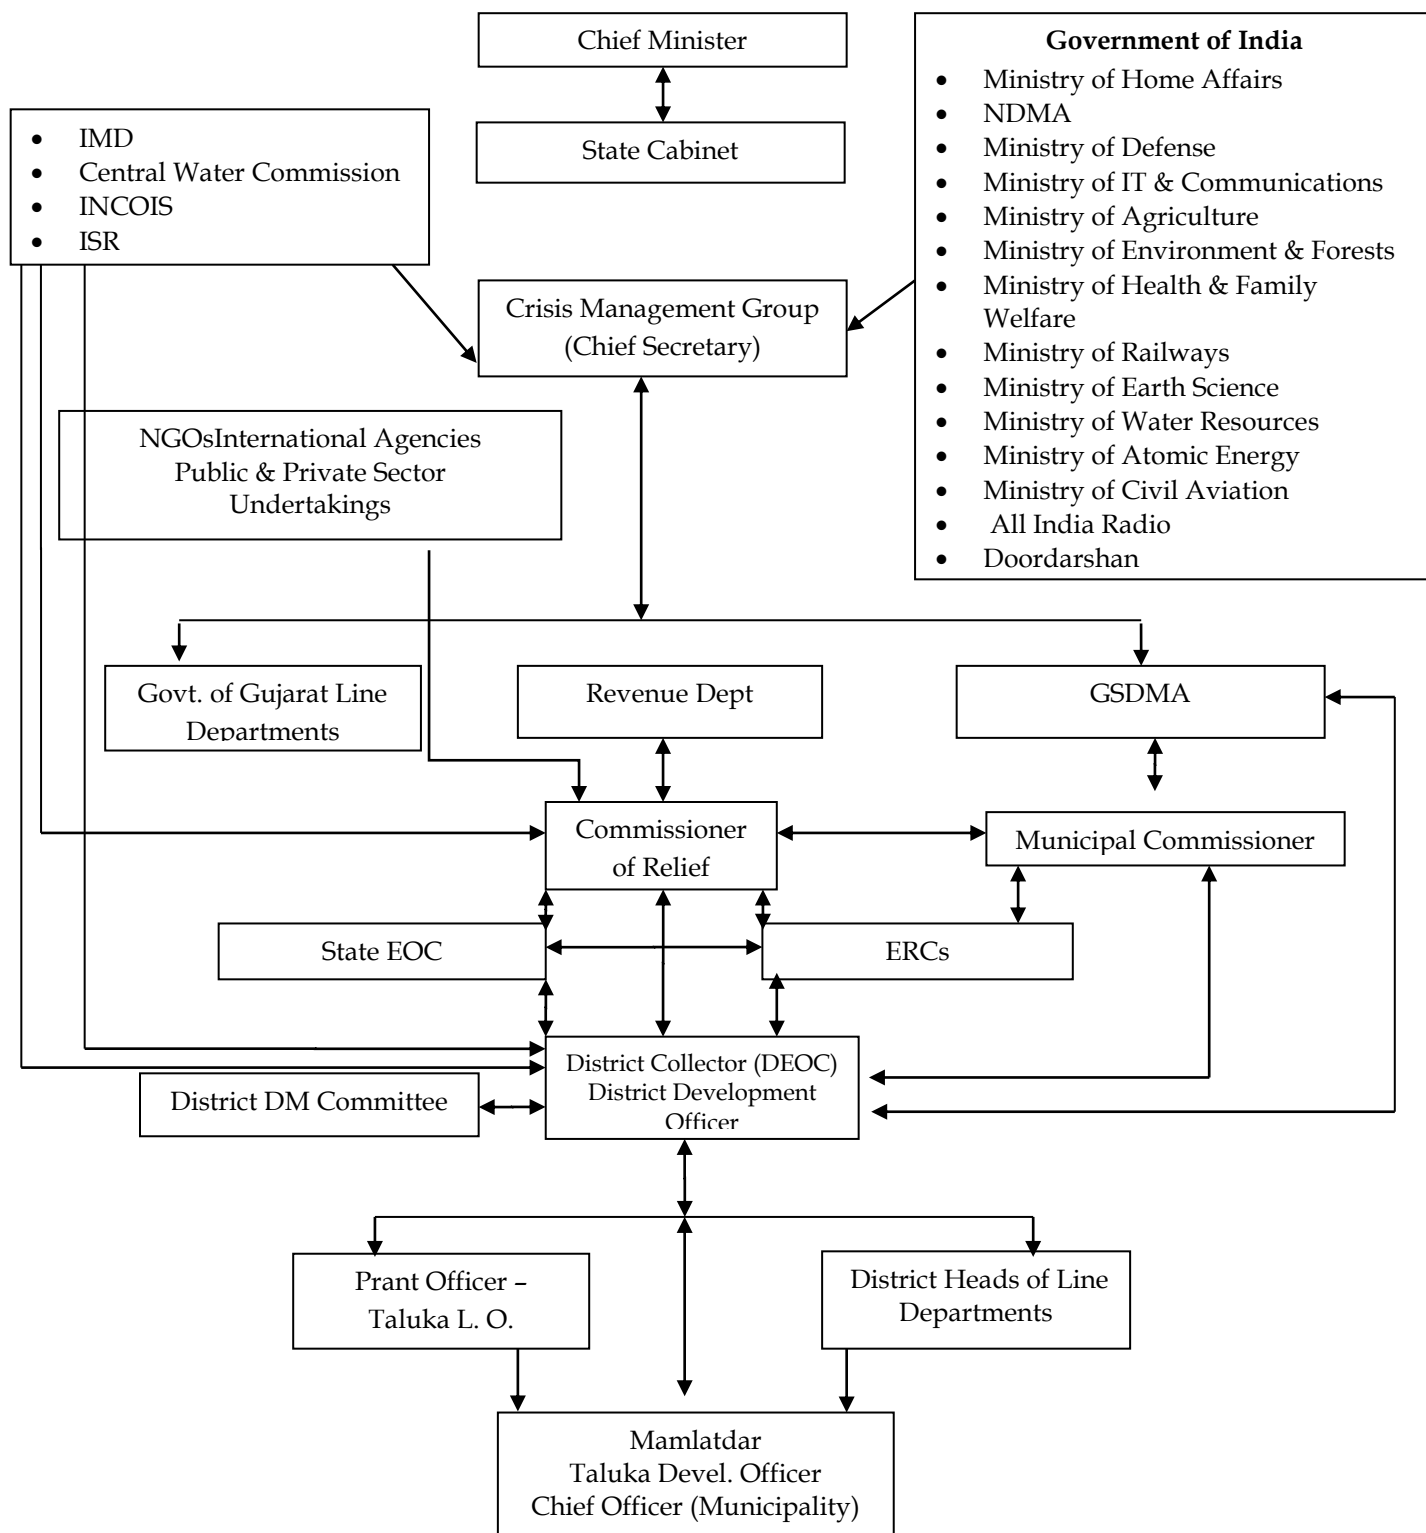 Chief Minister
State Cabinet
Government of India
• Ministry of Home Affairs
• NDMA
• Ministry of Defense
• Ministry of IT & Communications
• Ministry of Agriculture
• Ministry of Environment & Forests
• Ministry of Health & Family
Welfare
• Ministry of Railways
• Ministry of Earth Science
• Ministry of Water Resources
• Ministry of Atomic Energy
• Ministry of Civil Aviation
• All India Radio
• Doordarshan
• IMD
• Central Water Commission
• INCOIS
• ISR
Crisis Management Group
(Chief Secretary)
NGOsInternational Agencies
Public & Private Sector
Undertakings
Govt. of Gujarat Line
Departments
Revenue Dept
GSDMA
Commissioner
of Relief
Municipal Commissioner
State EOC
ERCs
District Collector (DEOC)
District Development
Officer
District DM Committee
Prant Officer –
Taluka L. O.
District Heads of Line
Departments
Mamlatdar
Taluka Devel. Officer
Chief Officer (Municipality)